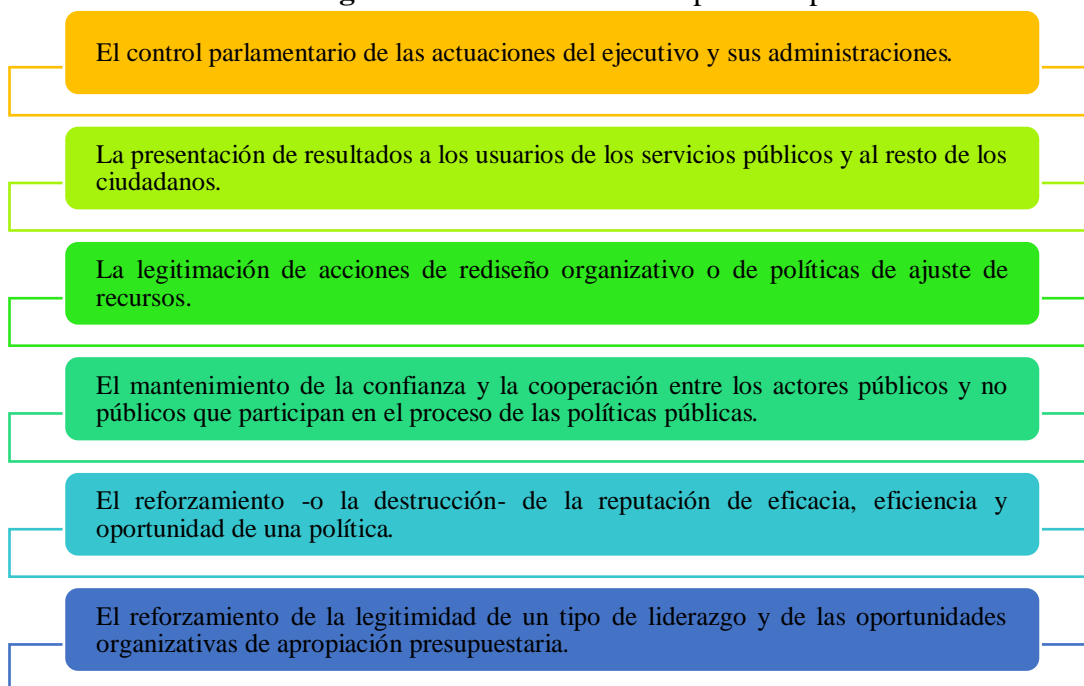 El control parlamentario de las actuaciones del ejecutivo y sus administraciones.
La presentación de resultados a los usuarios de los servicios públicos y al resto de los
ciudadanos.
La legitimación de acciones de rediseño organizativo o de políticas de ajuste de
recursos.
El mantenimiento de la confianza y la cooperación entre los actores públicos y no
públicos que participan en el proceso de las políticas públicas.
El reforzamiento -o la destrucción- de la reputación de eficacia, eficiencia y
oportunidad de una política.
El reforzamiento de la legitimidad de un tipo de liderazgo y de las oportunidades
organizativas de apropiación presupuestaria.